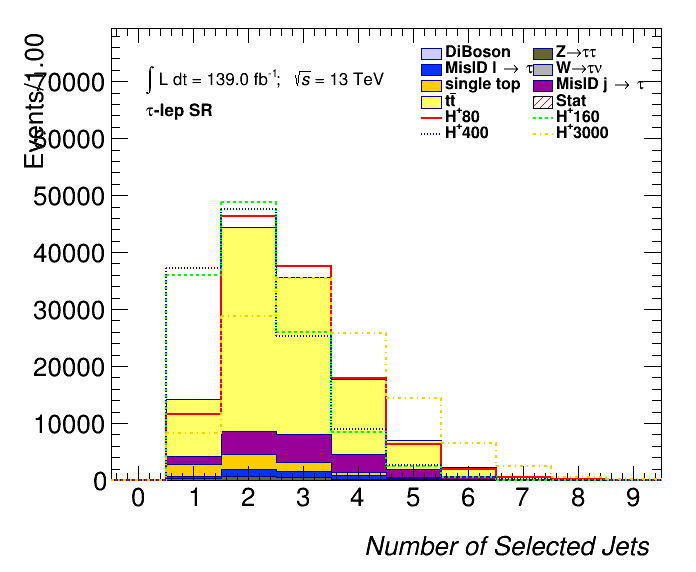 Events/1.00
70000
60000
50000
40000
30000
20000
10000
0
∫ L dt = 139.0 fb⁻¹; √s = 13 TeV
τ-lep SR
DiBoson
Z→ττ
MisID l → τ
W→τν
single top
MisID j → τ
tt̄
Stat
H⁺80
H⁺160
H⁺400
H⁺3000
0 1 2 3 4 5 6 7 8 9
Number of Selected Jets